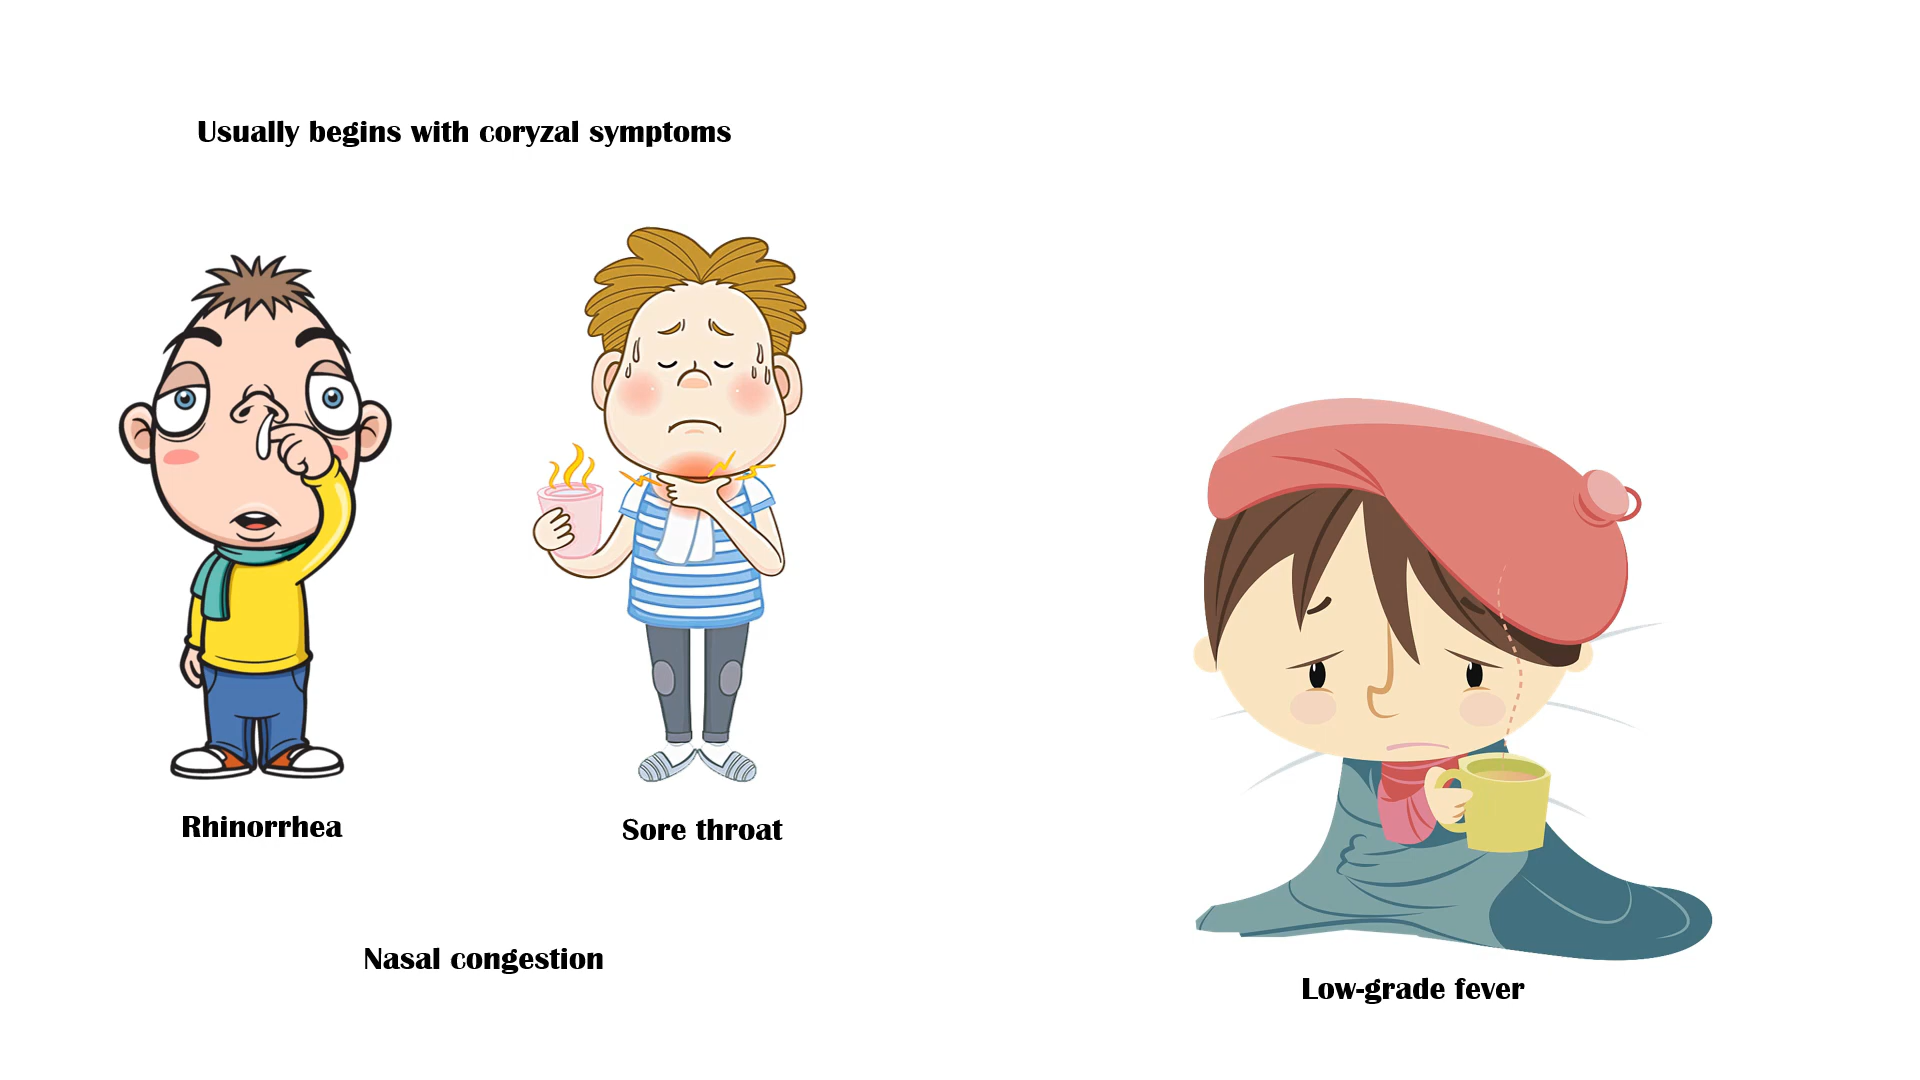 Usually begins with coryzal symptoms
Rhinorrhea
Sore throat
Nasal congestion
Low-grade fever